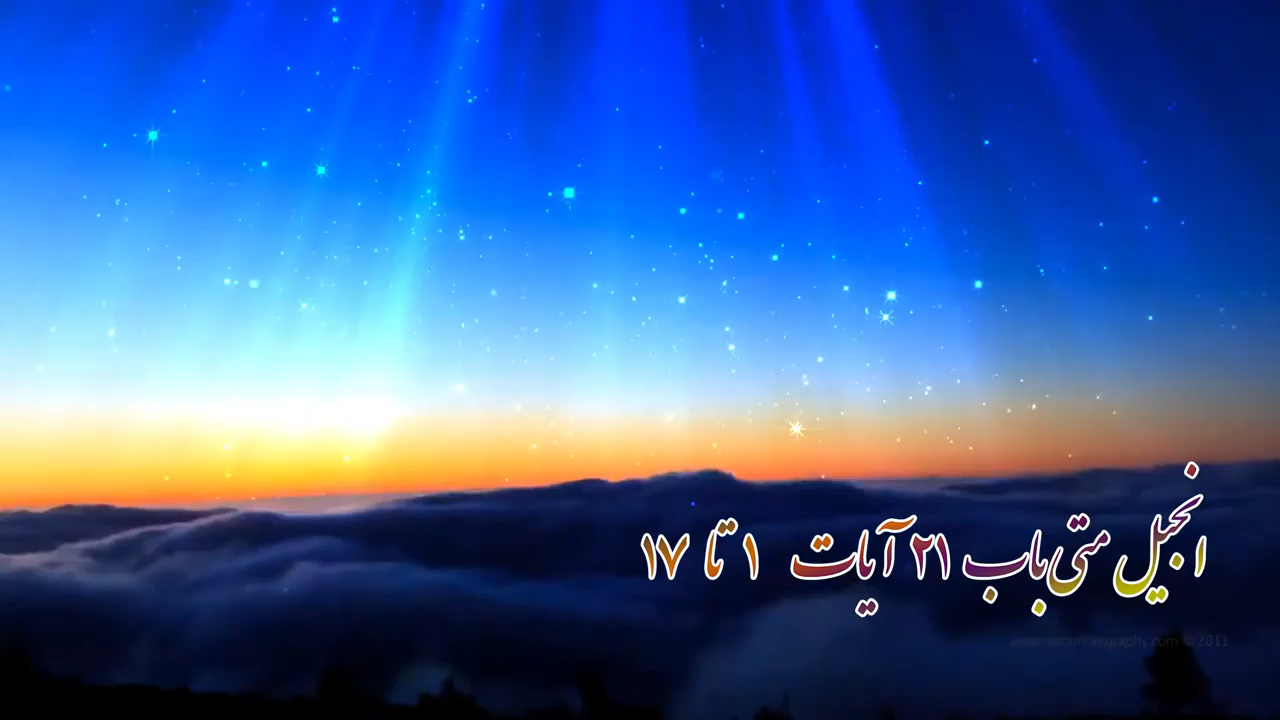 انجیل متی باب ۲۱ آیات ۱ تا ۱۷